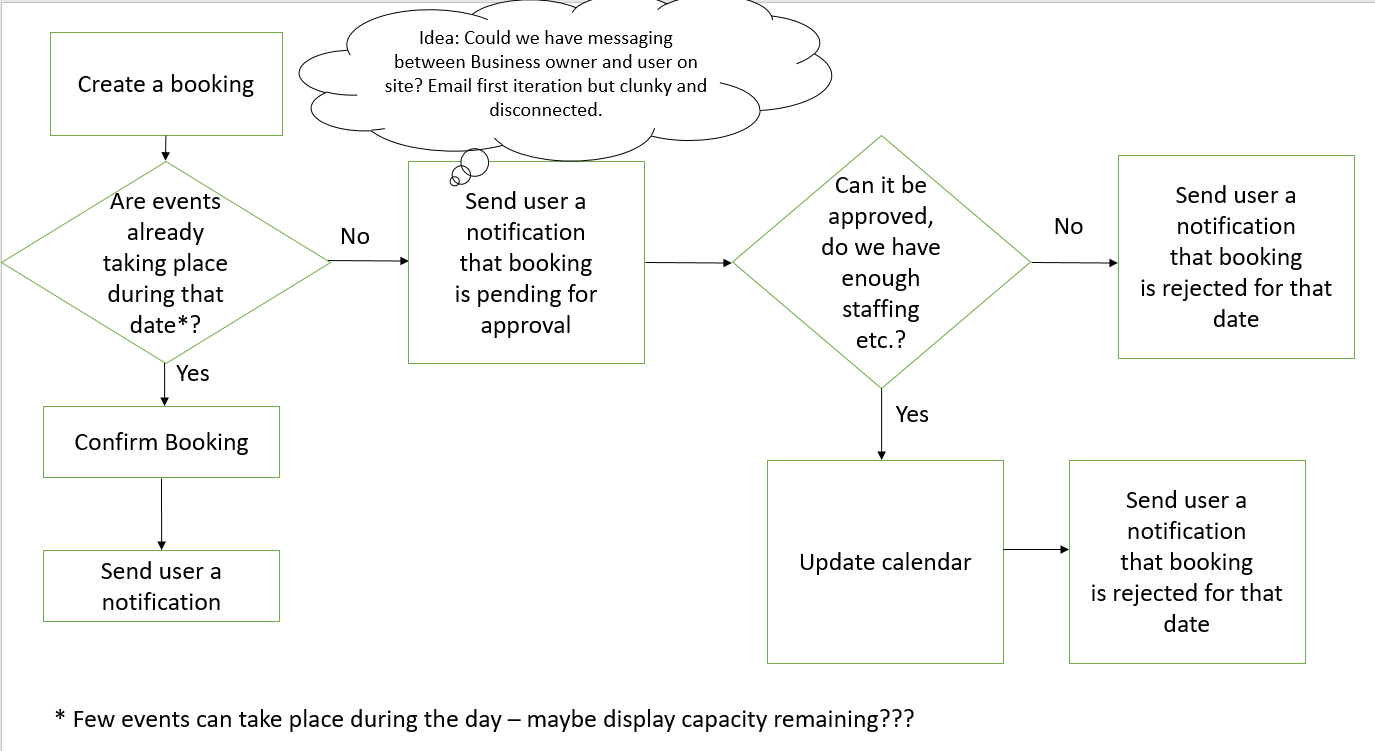 Create a booking
Idea: Could we have messaging
between Business owner and user on
site? Email first iteration but clunky and
disconnected.
Are events
already
taking place
during that
date*?
No
Send user a
notification
that booking
is pending for
approval
Can it be
approved,
do we have
enough
staffing
etc.?
No
Send user a
notification
that booking
is rejected for that
date
Yes
Confirm Booking
Send user a
notification
Yes
Update calendar
Send user a
notification
that booking
is rejected for that
date
* Few events can take place during the day – maybe display capacity remaining???